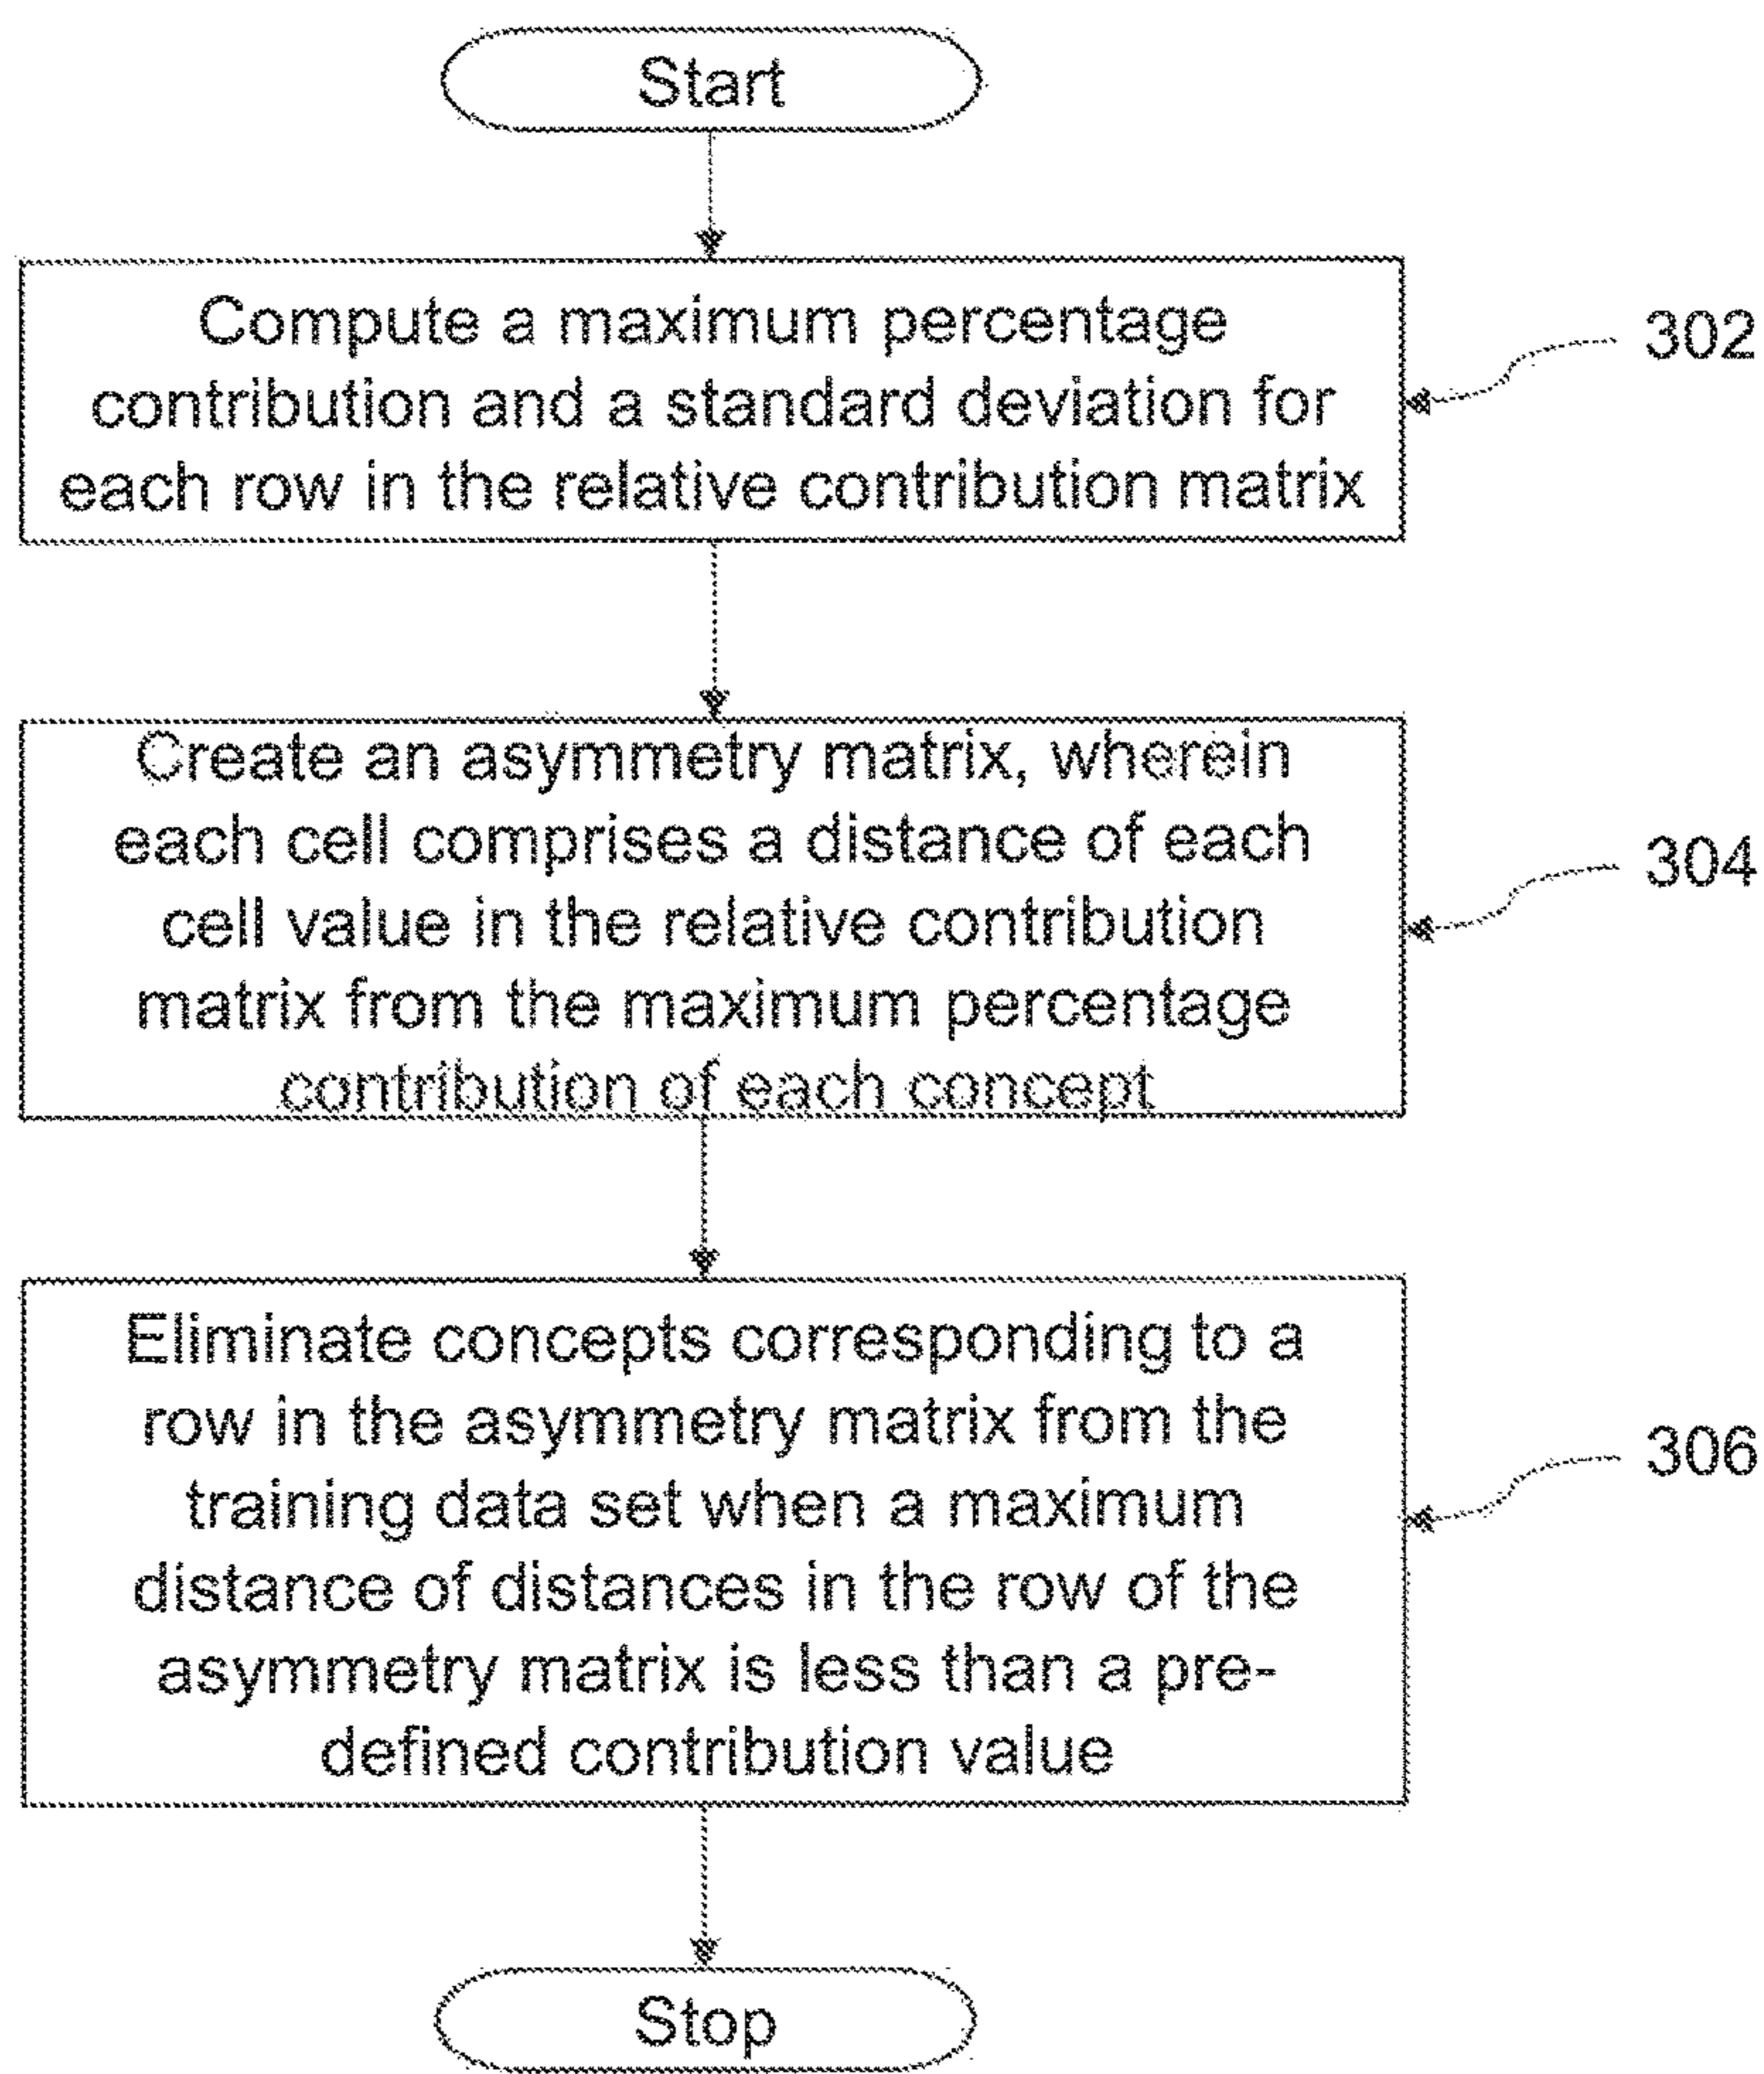 Start
Compute a maximum percentage
contribution and a standard deviation for
each row in the relative contribution matrix
302
Create an asymmetry matrix, wherein
each cell comprises a distance of each
cell value in the relative contribution
matrix from the maximum percentage
contribution of each concept
304
Eliminate concepts corresponding to a
row in the asymmetry matrix from the
training data set when a maximum
distance of distances in the row of the
asymmetry matrix is less than a pre-
defined contribution value
306
Stop